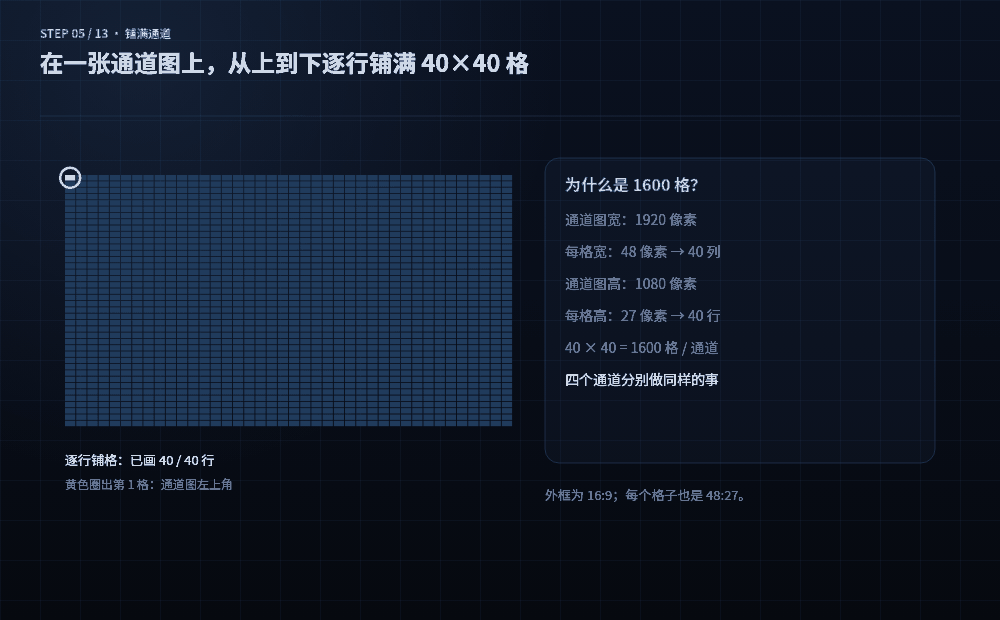 STEP 05 / 13 · 铺满通道
在一张通道图上，从上到下逐行铺满 40×40 格
为什么是 1600 格？
通道图宽：1920 像素
每格宽：48 像素 → 40 列
通道图高：1080 像素
每格高：27 像素 → 40 行
40 × 40 = 1600 格 / 通道
四个通道分别做同样的事
逐行铺格：已画 40 / 40 行
黄色圈出第 1 格：通道图左上角
外框为 16:9；每个格子也是 48:27。